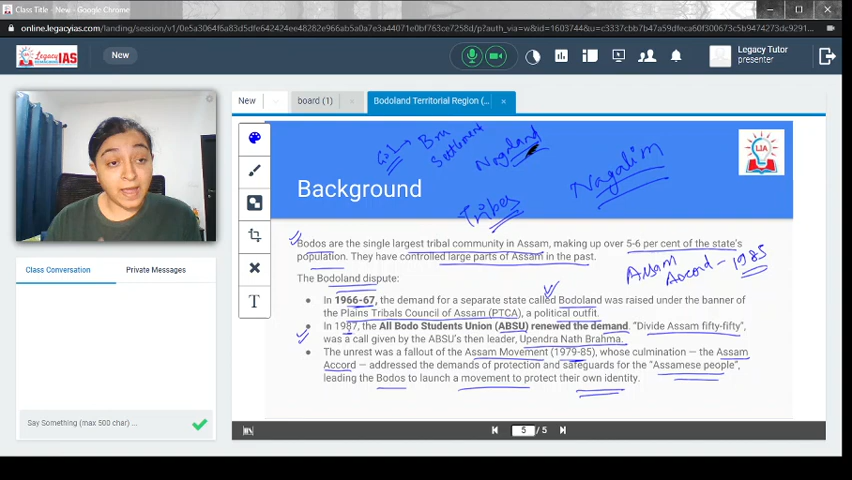 Class Title - New - Google Chrome
online.legacyias.com/landing/session/v1/0e5a3064f6a83d5dfe642424ee48262e966ab5a0a7e3a44071e0bf763ce7258d/p?auth_via=w&id=1603744&u=c3337cbb7b47a59dfeca60f300673c5b9474273dc9291...
Legacy
IAS
New
Legacy Tutor
presenter
New
board (1)
Bodoland Territorial Region (...
GoI → Bru
Settlement
Nagaland
Nagalim
Tribes
LIA
Background
Bodos are the single largest tribal community in Assam, making up over 5-6 per cent of the state's
population. They have controlled large parts of Assam in the past.
Assam
Accord - 1985
The Bodoland dispute:
• In 1966-67, the demand for a separate state called Bodoland was raised under the banner of
the Plains Tribals Council of Assam (PTCA), a political outfit.
• In 1987, the All Bodo Students Union (ABSU) renewed the demand. “Divide Assam fifty-fifty”,
was a call given by the ABSU's then leader, Upendra Nath Brahma.
• The unrest was a fallout of the Assam Movement (1979-85), whose culmination — the Assam
Accord — addressed the demands of protection and safeguards for the “Assamese people”,
leading the Bodos to launch a movement to protect their own identity.
Class Conversation
Private Messages
Say Something (max 500 char) ...
5 / 5